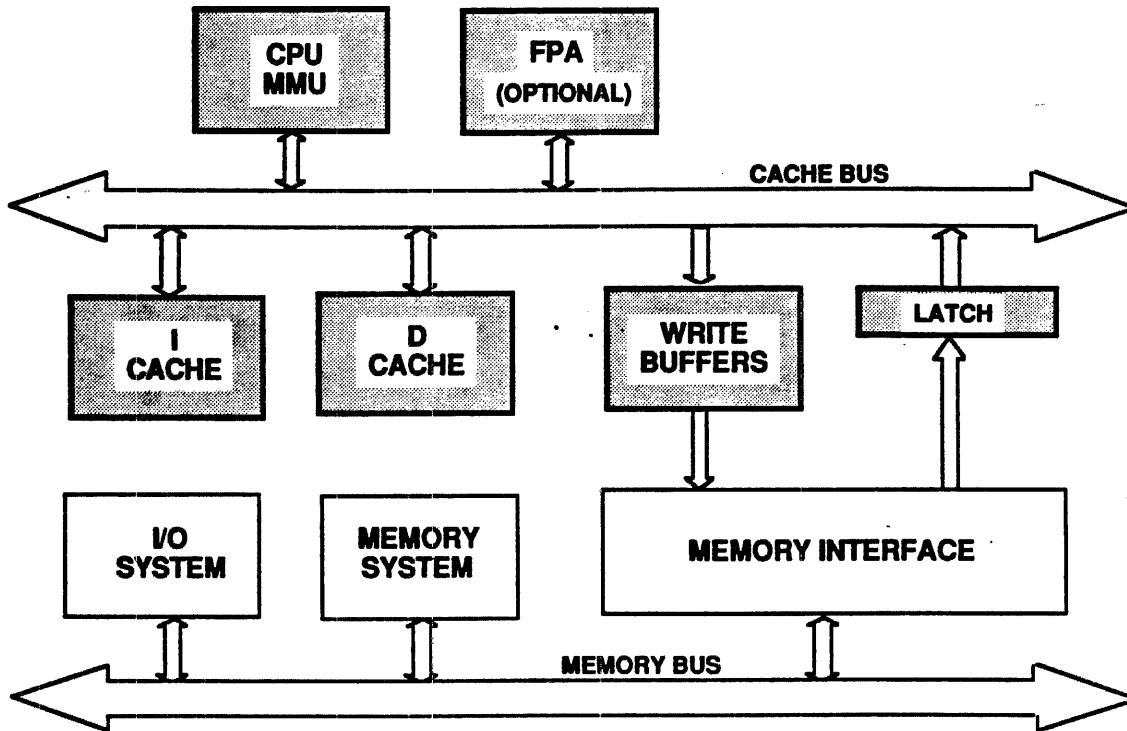 CPU
MMU
FPA
(OPTIONAL)
CACHE BUS
I
CACHE
D
CACHE
WRITE
BUFFERS
LATCH
I/O
SYSTEM
MEMORY
SYSTEM
MEMORY INTERFACE
MEMORY BUS